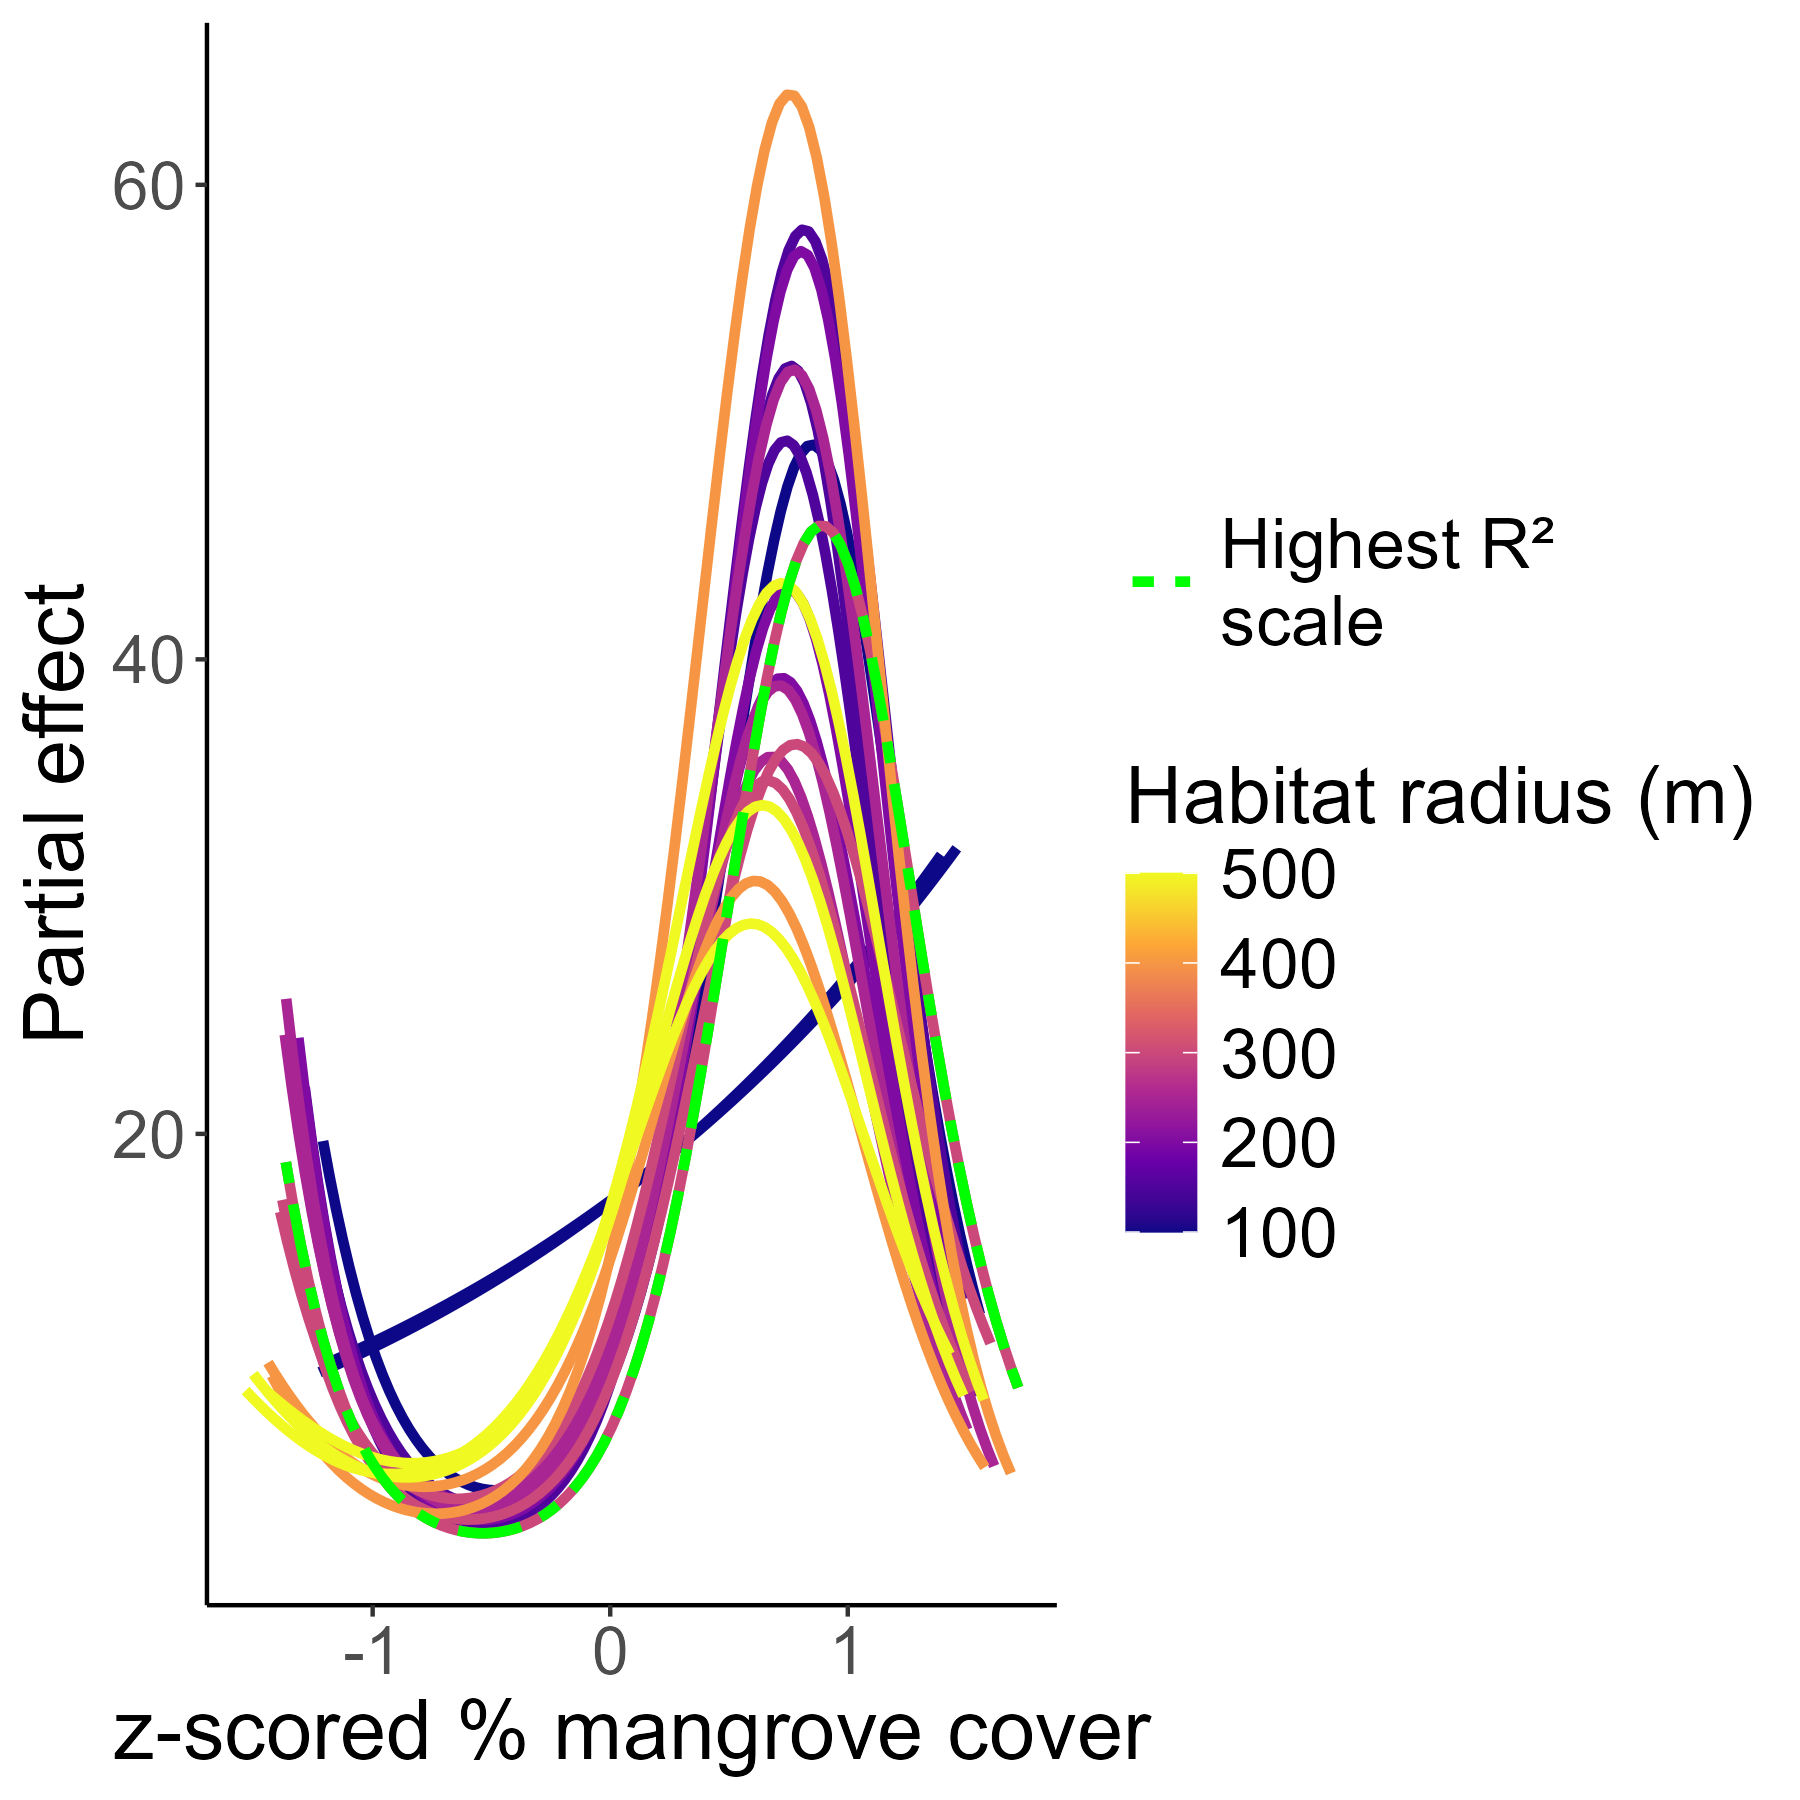 60
40
20
Partial effect
-1 0 1
z-scored % mangrove cover
Highest R²
scale
Habitat radius (m)
500
400
300
200
100